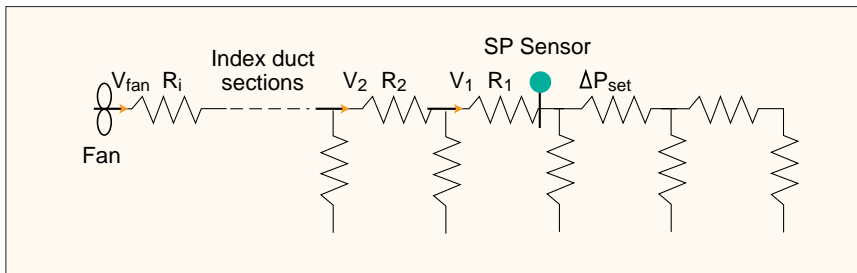 SP Sensor
Index duct
sections
Vfan Ri V2 R2 V1 R1 ΔPset
Fan